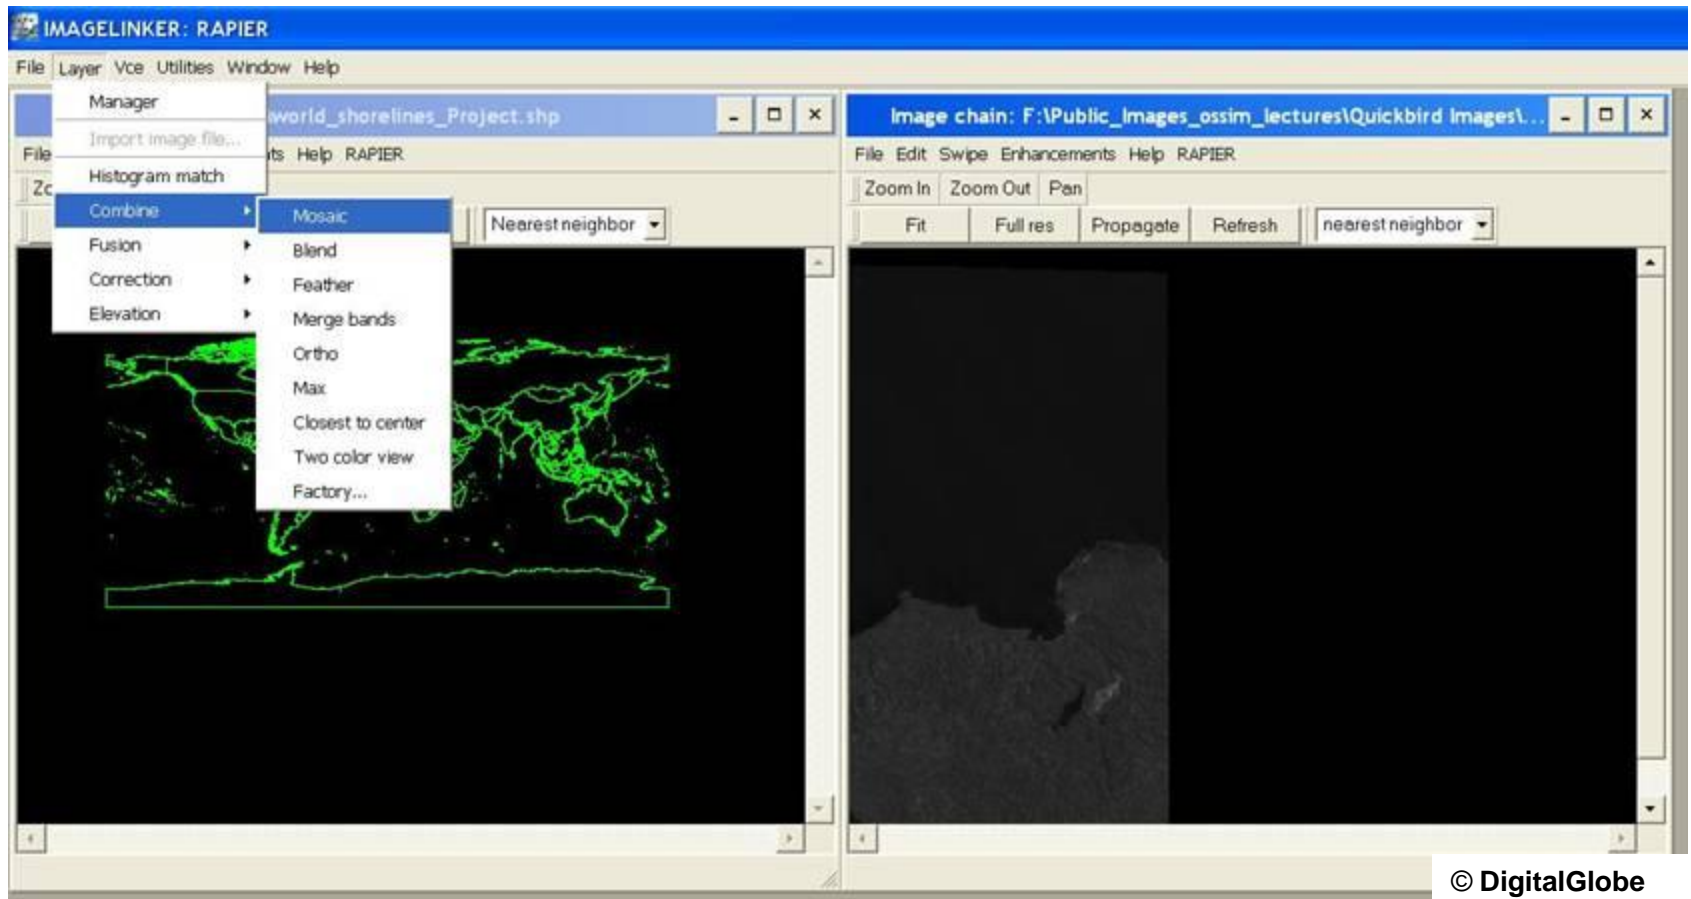 IMAGELINKER: RAPIER
File Layer Vce Utilities Window Help
Manager
Import image file...
Histogram match
Combine
Fusion
Correction
Elevation
Mosaic
Blend
Feather
Merge bands
Ortho
Max
Closest to center
Two color view
Factory...
world_shorelines_Project.shp
File Help RAPIER
Nearest neighbor
Image chain: F:\Public_Images_ossim_lectures\Quickbird Images\...
File Edit Swipe Enhancements Help RAPIER
Zoom In Zoom Out Pan
Fit Full res Propagate Refresh nearest neighbor
© DigitalGlobe